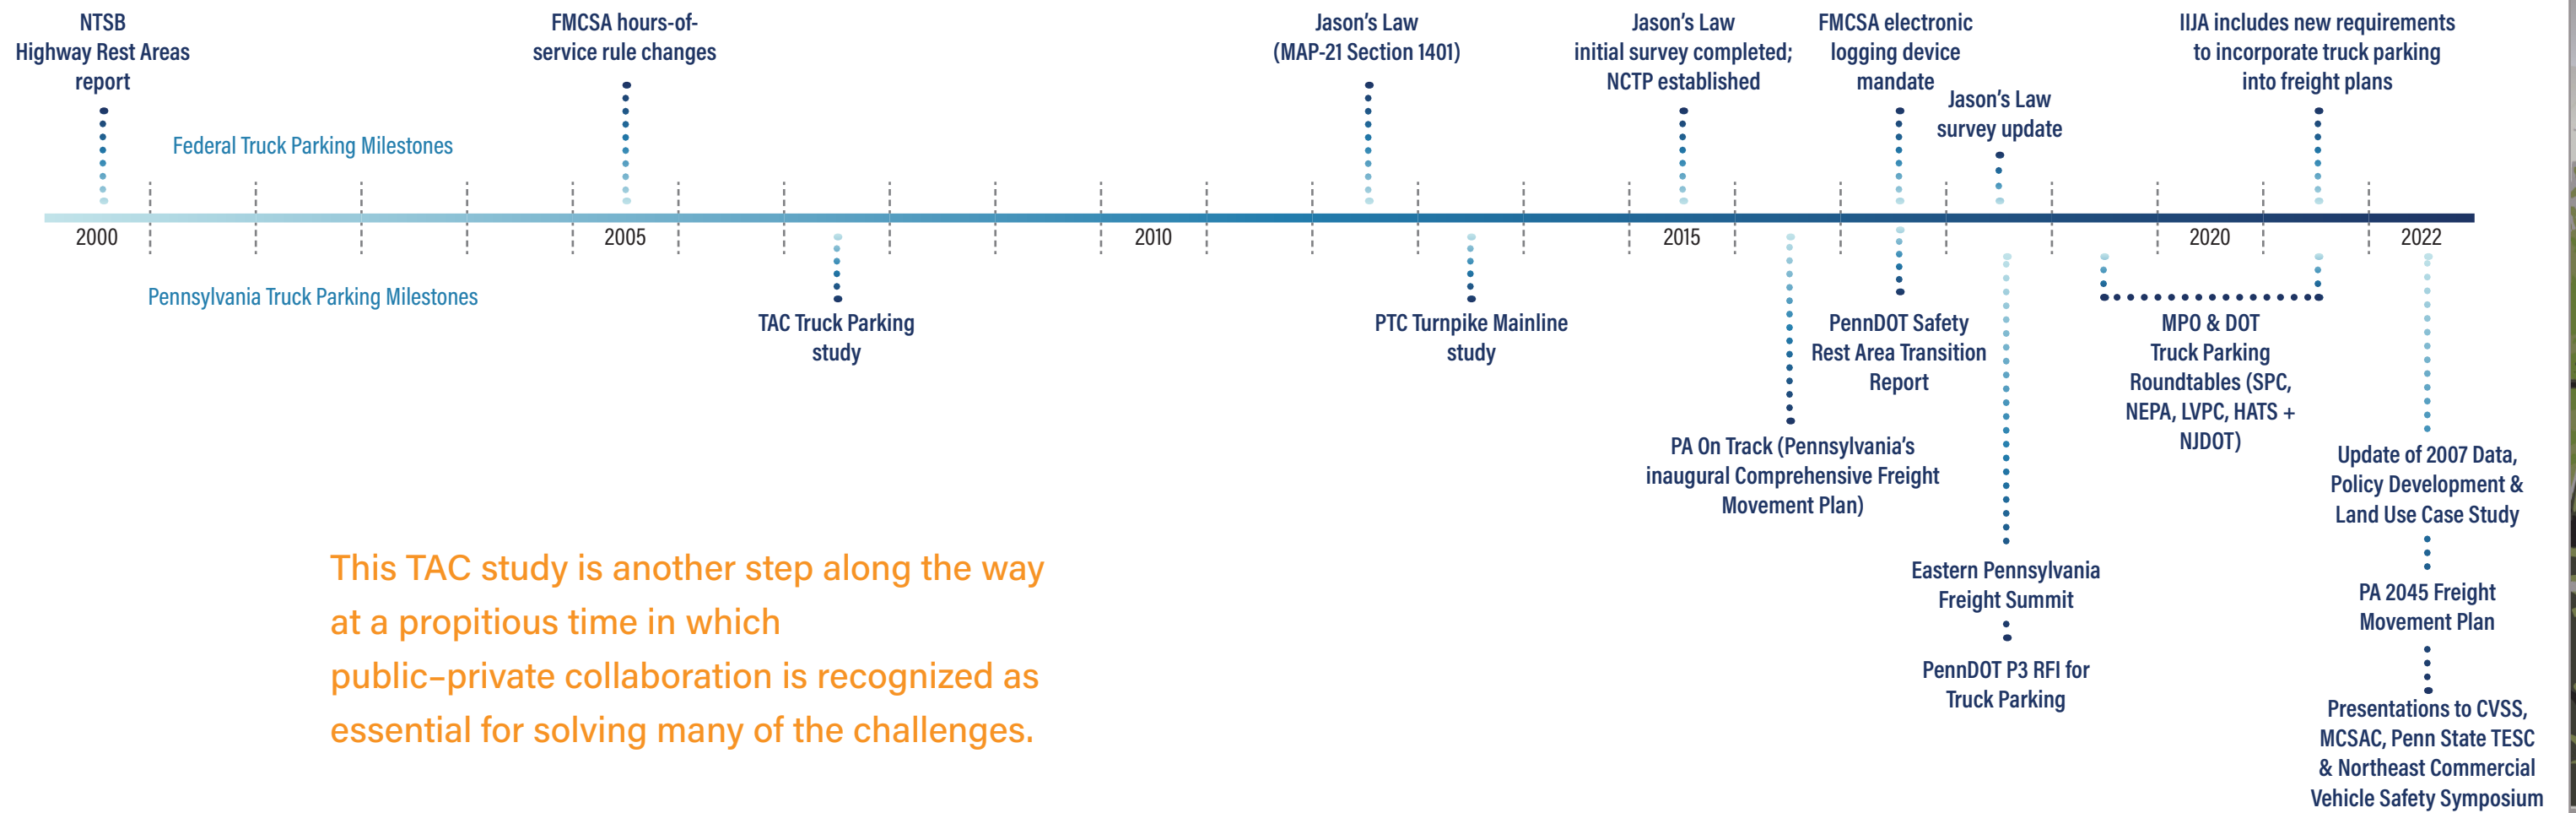 NTSB
Highway Rest Areas
report
FMCSA hours-of-
service rule changes
Jason's Law
(MAP-21 Section 1401)
Jason's Law
initial survey completed;
NCTP established
FMCSA electronic
logging device
mandate
Jason's Law
survey update
IIJA includes new requirements
to incorporate truck parking
into freight plans
Federal Truck Parking Milestones
2000
2005
2010
2015
2020
2022
Pennsylvania Truck Parking Milestones
TAC Truck Parking
study
PTC Turnpike Mainline
study
PA On Track (Pennsylvania's
inaugural Comprehensive Freight
Movement Plan)
PennDOT Safety
Rest Area Transition
Report
Eastern Pennsylvania
Freight Summit
PennDOT P3 RFI for
Truck Parking
MPO & DOT
Truck Parking
Roundtables (SPC,
NEPA, LVPC, HATS +
NJDOT)
Update of 2007 Data,
Policy Development &
Land Use Case Study
PA 2045 Freight
Movement Plan
Presentations to CVSS,
MCSAC, Penn State TESC
& Northeast Commercial
Vehicle Safety Symposium
This TAC study is another step along the way
at a propitious time in which
public–private collaboration is recognized as
essential for solving many of the challenges.